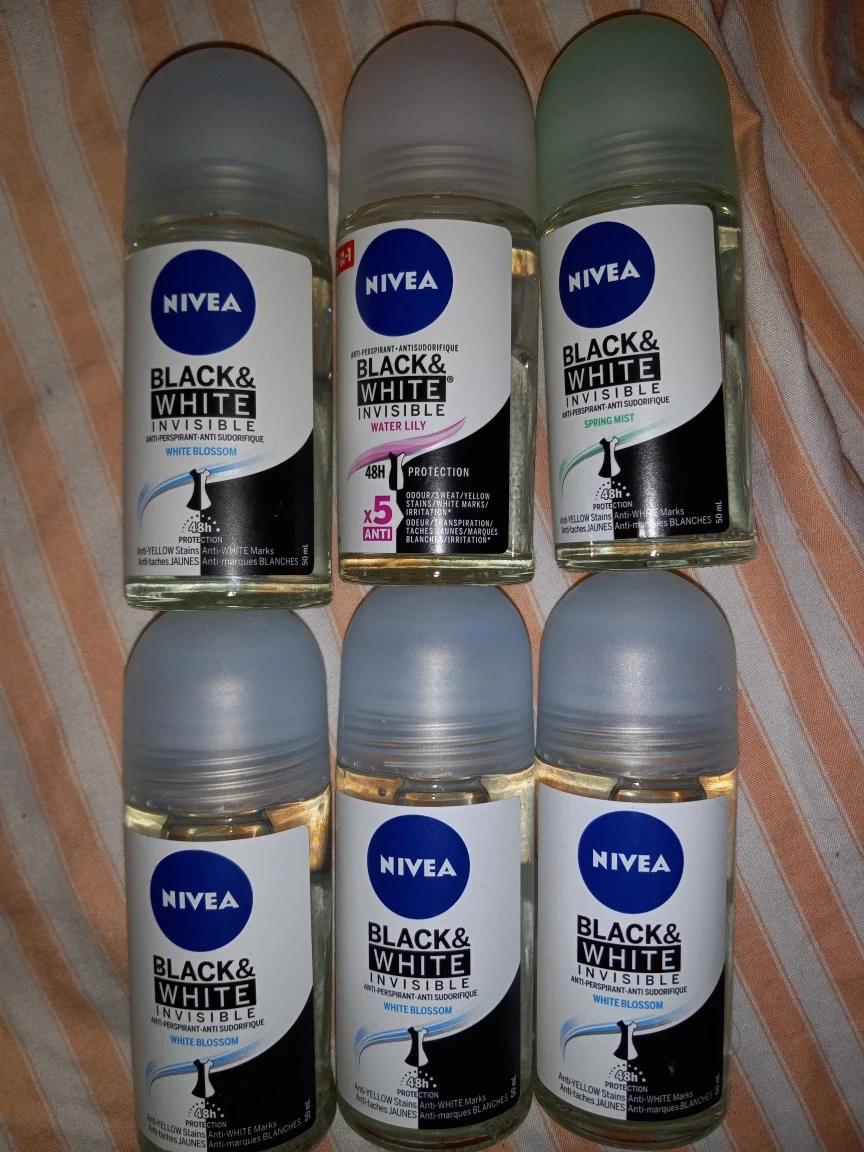 NIVEA
BLACK&
WHITE
INVISIBLE
ANTI-PERSPIRANT-ANTI SUDORIFIQUE
WHITE BLOSSOM
48h
PROTECTION
Anti-YELLOW Stains Anti-WHITE Marks
Anti-taches JAUNES Anti-marques BLANCHES
50 mL
NIVEA
ANTI-PERSPIRANT•ANTISUDORIFIQUE
BLACK&
WHITE®
INVISIBLE
WATER LILY
48H PROTECTION
x5
ANTI
ODOUR/SWEAT/YELLOW
STAINS/WHITE MARKS/
IRRITATION*
ODEUR/TRANSPIRATION/
TACHES JAUNES/MARQUES
BLANCHES/IRRITATION*
NIVEA
BLACK&
WHITE
INVISIBLE
ANTI-PERSPIRANT-ANTI SUDORIFIQUE
SPRING MIST
48h
PROTECTION
Anti-YELLOW Stains Anti-WHITE Marks
Anti-taches JAUNES Anti-marques BLANCHES
50 mL
NIVEA
BLACK&
WHITE
INVISIBLE
ANTI-PERSPIRANT-ANTI SUDORIFIQUE
WHITE BLOSSOM
48h
PROTECTION
Anti-YELLOW Stains Anti-WHITE Marks
Anti-taches JAUNES Anti-marques BLANCHES
50 mL
NIVEA
BLACK&
WHITE
INVISIBLE
ANTI-PERSPIRANT-ANTI SUDORIFIQUE
WHITE BLOSSOM
48h
PROTECTION
Anti-YELLOW Stains Anti-WHITE Marks
Anti-taches JAUNES Anti-marques BLANCHES
50 mL
NIVEA
BLACK&
WHITE
INVISIBLE
ANTI-PERSPIRANT-ANTI SUDORIFIQUE
WHITE BLOSSOM
48h
PROTECTION
Anti-YELLOW Stains Anti-WHITE Marks
Anti-taches JAUNES Anti-marques BLANCHES
50 mL